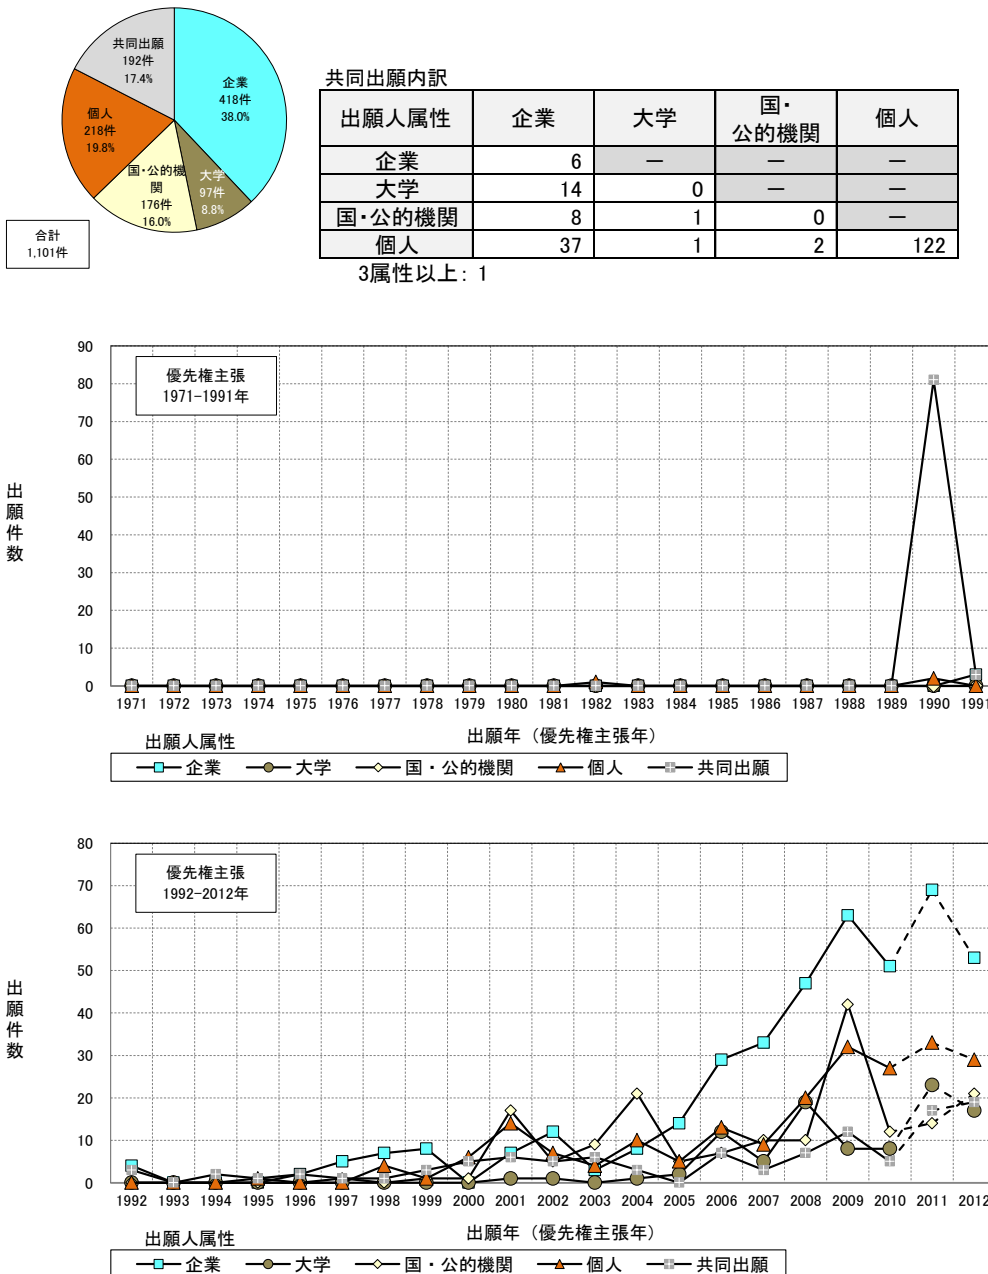 共同出願
192件
17.4%
企業
418件
38.0%
個人
218件
19.8%
国・公的機
関
176件
16.0%
大学
97件
8.8%
合計
1,101件
共同出願内訳
出願人属性 企業 大学 国・公的機関 個人
企業 6 － － －
大学 14 0 － －
国・公的機関 8 1 0 －
個人 37 1 2 122
3属性以上: 1
優先権主張
1971-1991年
出願件数
90
80
70
60
50
40
30
20
10
0
1971 1972 1973 1974 1975 1976 1977 1978 1979 1980 1981 1982 1983 1984 1985 1986 1987 1988 1989 1990 1991
出願人属性
出願年（優先権主張年）
企業 大学 国・公的機関 個人 共同出願
優先権主張
1992-2012年
出願件数
80
70
60
50
40
30
20
10
0
1992 1993 1994 1995 1996 1997 1998 1999 2000 2001 2002 2003 2004 2005 2006 2007 2008 2009 2010 2011 2012
出願人属性
出願年（優先権主張年）
企業 大学 国・公的機関 個人 共同出願